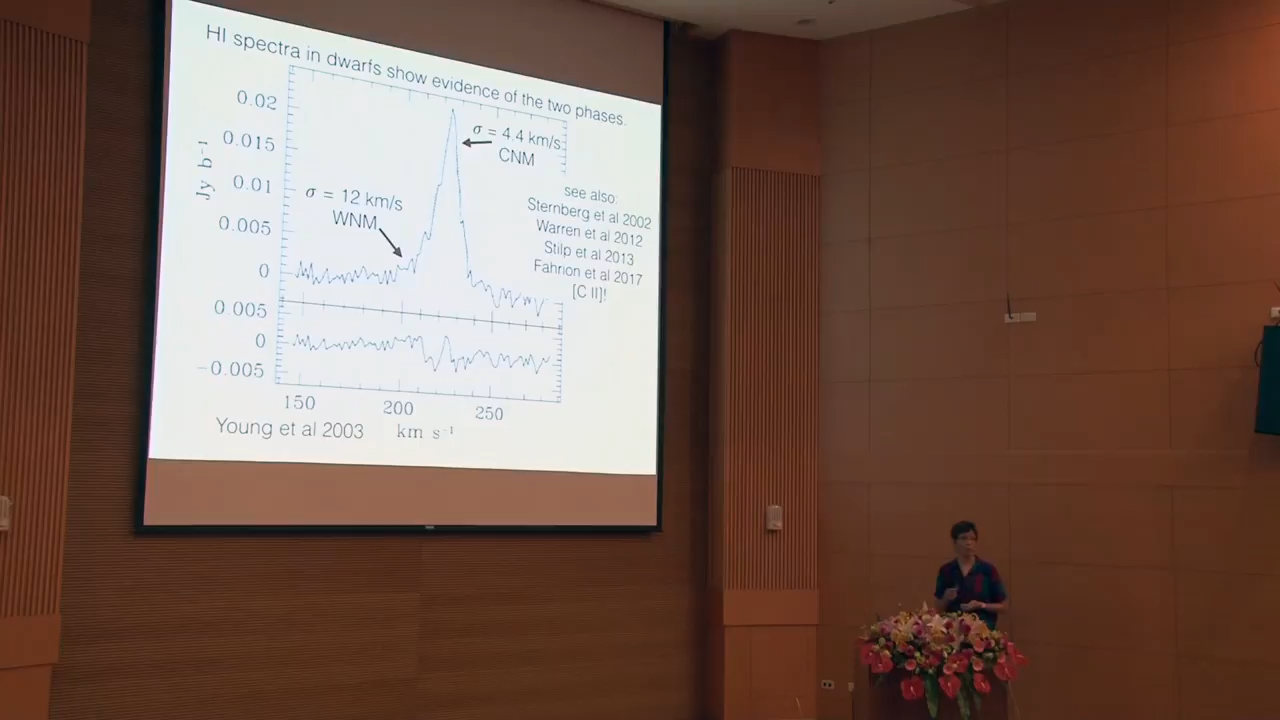 HI spectra in dwarfs show evidence of the two phases.
0.02
0.015
0.01
0.005
0
Jy b⁻¹
σ = 4.4 km/s
CNM
σ = 12 km/s
WNM
see also:
Sternberg et al 2002
Warren et al 2012
Stilp et al 2013
Fahrion et al 2017
[C II]!
0.005
0
−0.005
150 200 250
km s⁻¹
Young et al 2003